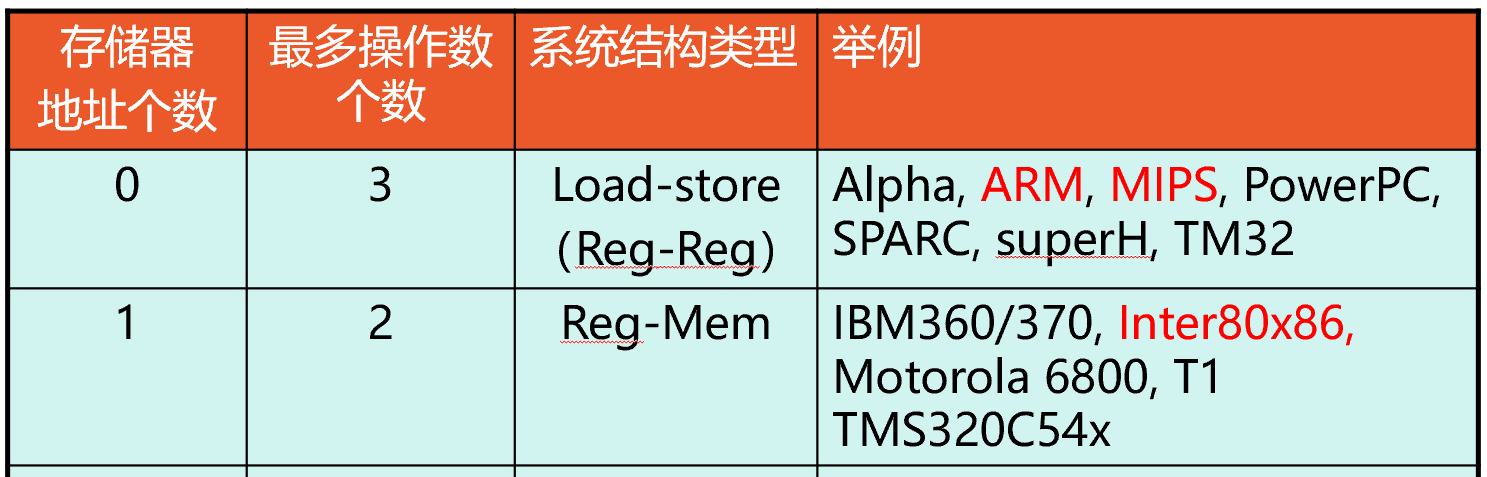 存储器
地址个数
最多操作数
个数
系统结构类型
举例
0
3
Load-store
(Reg-Reg)
Alpha, ARM, MIPS, PowerPC,
SPARC, superH, TM32
1
2
Reg-Mem
IBM360/370, Inter80x86,
Motorola 6800, T1
TMS320C54x